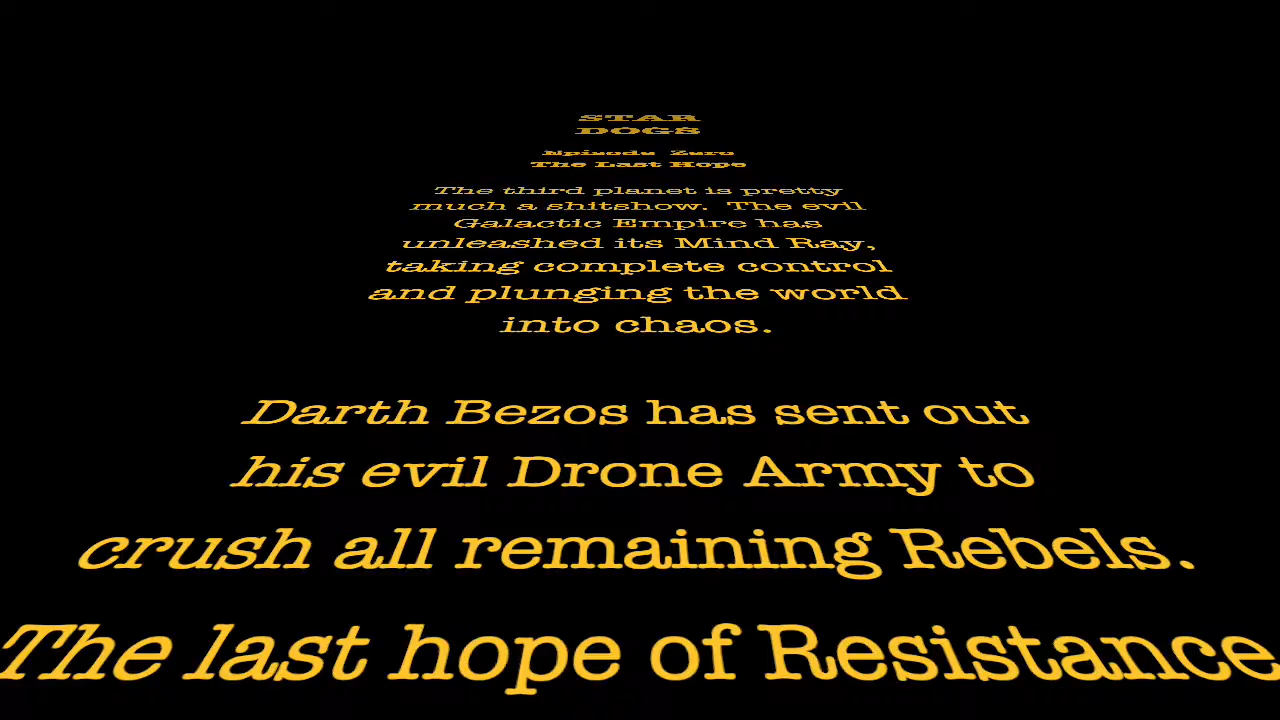 STAR
DOGS
Episode Zero
The Last Hope
The third planet is pretty
much a shitshow. The evil
Galactic Empire has
unleashed its Mind Ray,
taking complete control
and plunging the world
into chaos.
Darth Bezos has sent out
his evil Drone Army to
crush all remaining Rebels.
The last hope of Resistance